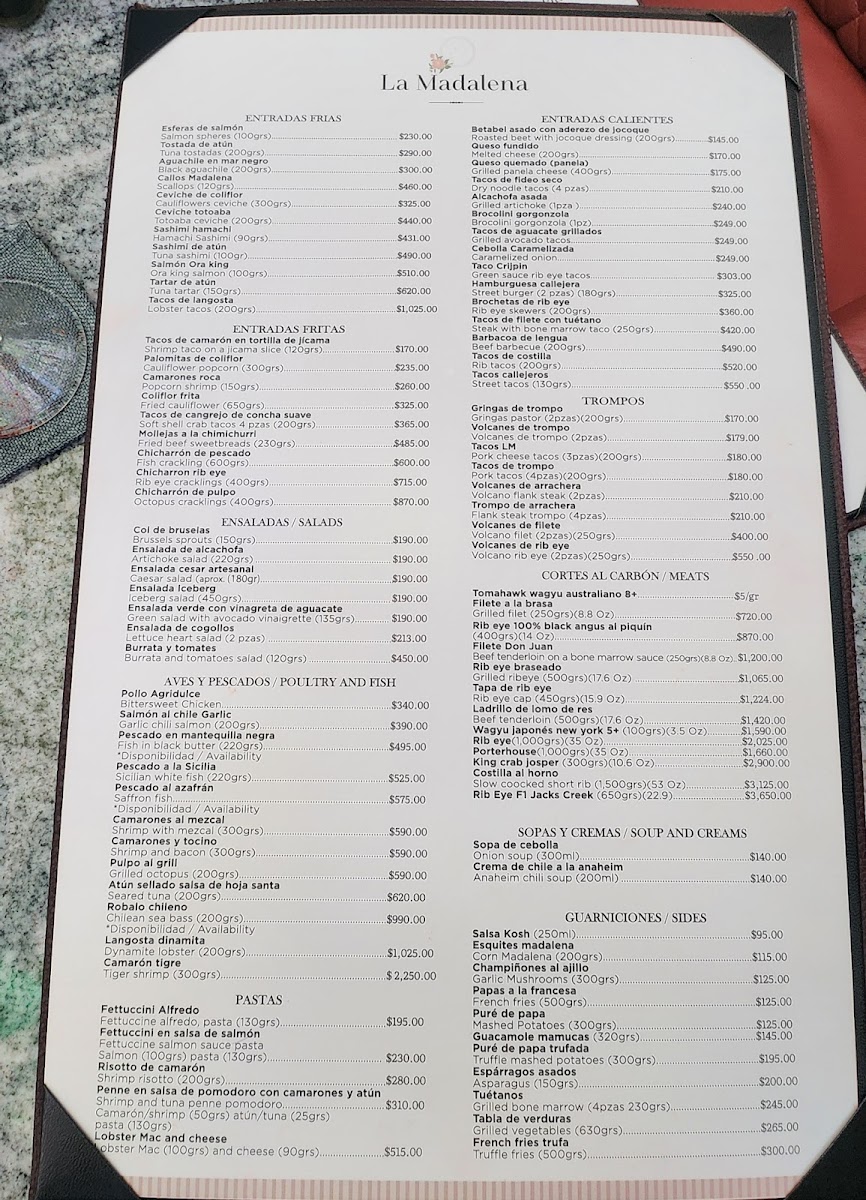 La Madalena
ENTRADAS FRIAS
Esferas de salmón
Salmon spheres (100grs)...$230.00
Tostada de atún
Tuna tostadas (200grs)...$290.00
Aguachile en mar negro
Black aguachile (200grs)...$300.00
Callos Madalena
Scallops (120grs)...$460.00
Ceviche de coliflor
Cauliflowers ceviche (300grs)...$325.00
Ceviche totoaba
Totoaba ceviche (200grs)...$440.00
Sashimi hamachi
Hamachi Sashimi (90grs)...$431.00
Sashimi de atún
Tuna sashimi (100gr)...$490.00
Salmón Ora king
Ora king salmon (100grs)...$510.00
Tartar de atún
Tuna tartar (150grs)...$620.00
Tacos de langosta
Lobster tacos (200grs)...$1,025.00
ENTRADAS FRITAS
Tacos de camarón en tortilla de jícama
Shrimp taco on a jicama slice (120grs)...$170.00
Palomitas de coliflor
Cauliflower popcorn (300grs)...$235.00
Camarones roca
Popcorn shrimp (150grs)...$260.00
Coliflor frita
Fried cauliflower (650grs)...$325.00
Tacos de cangrejo de concha suave
Soft shell crab tacos 4 pzas (200grs)...$365.00
Mollejas a la chimichurri
Fried beef sweetbreads (230grs)...$485.00
Chicharrón de pescado
Fish crackling (600grs)...$600.00
Chicharron rib eye
Rib eye cracklings (400grs)...$715.00
Chicharrón de pulpo
Octopus cracklings (400grs)...$870.00
ENSALADAS / SALADS
Col de bruselas
Brussels sprouts (150grs)...$190.00
Ensalada de alcachofa
Artichoke salad (220grs)...$190.00
Ensalada cesar artesanal
Caesar salad (aprox. (180gr)...$190.00
Ensalada Iceberg
Iceberg salad (450grs)...$190.00
Ensalada verde con vinagreta de aguacate
Green salad with avocado vinaigrette (135grs)...$190.00
Ensalada de cogollos
Lettuce heart salad (2 pzas)...$213.00
Burrata y tomates
Burrata and tomatoes salad (120grs)...$450.00
AVES Y PESCADOS / POULTRY AND FISH
Pollo Agridulce
Bittersweet Chicken...$340.00
Salmón al chile Garlic
Garlic chili salmon (200grs)...$390.00
Pescado en mantequilla negra
Fish in black butter (220grs)...$495.00
*Disponibilidad / Availability
Pescado a la Sicilia
Sicilian white fish (220grs)...$525.00
Pescado al azafrán
Saffron fish...$575.00
*Disponibilidad / Availability
Camarones al mezcal
Shrimp with mezcal (300grs)...$590.00
Camarones y tocino
Shrimp and bacon (300grs)...$590.00
Pulpo al grill
Grilled octopus (200grs)...$590.00
Atún sellado salsa de hoja santa
Seared tuna (200grs)...$620.00
Robalo chileno
Chilean sea bass (200grs)...$990.00
*Disponibilidad / Availability
Langosta dinamita
Dynamite lobster (200grs)...$1,025.00
Camarón tigre
Tiger shrimp (300grs)...$ 2,250.00
PASTAS
Fettuccini Alfredo
Fettuccine alfredo, pasta (130grs)...$195.00
Fettuccini en salsa de salmón
Fettuccine salmon sauce pasta
Salmon (100grs) pasta (130grs)...$230.00
Risotto de camarón
Shrimp risotto (200grs)...$280.00
Penne en salsa de pomodoro con camarones y atún
Shrimp and tuna penne pomodoro...$310.00
Camarón/shrimp (50grs) atún/tuna (25grs)
pasta (130grs)
Lobster Mac and cheese
Lobster Mac (100grs) and cheese (90grs)...$515.00
ENTRADAS CALIENTES
Betabel asado con aderezo de jocoque
Roasted beet with jocoque dressing (200grs)...$145.00
Queso fundido
Melted cheese (200grs)...$170.00
Queso quemado (panela)
Grilled panela cheese (400grs)...$175.00
Tacos de fideo seco
Dry noodle tacos (4 pzas)...$210.00
Alcachofa asada
Grilled artichoke (1pza )...$240.00
Brocolini gorgonzola
Brocolini gorgonzola (1pz)...$249.00
Tacos de aguacate grillados
Grilled avocado tacos...$249.00
Cebolla Caramelizada
Caramelized onion...$249.00
Taco Crijpin
Green sauce rib eye tacos...$303.00
Hamburguesa callejera
Street burger (2 pzas) (180grs)...$325.00
Brochetas de rib eye
Rib eye skewers (200grs)...$360.00
Tacos de filete con tuétano
Steak with bone marrow taco (250grs)...$420.00
Barbacoa de lengua
Beef barbecue (200grs)...$490.00
Tacos de costilla
Rib tacos (200grs)...$520.00
Tacos callejeros
Street tacos (130grs)...$550 .00
TROMPOS
Gringas de trompo
Gringas pastor (2pzas)(200grs)...$170.00
Volcanes de trompo
Volcanes de trompo (2pzas)...$179.00
Tacos LM
Pork cheese tacos (3pzas)(200grs)...$180.00
Tacos de trompo
Pork tacos (4pzas)(200grs)...$180.00
Volcanes de arrachera
Volcano flank steak (2pzas)...$210.00
Trompo de arrachera
Flank steak trompo (4pzas)...$210.00
Volcanes de filete
Volcano filet (2pzas)(250grs)...$400.00
Volcanes de rib eye
Volcano rib eye (2pzas)(250grs)...$550 .00
CORTES AL CARBÓN / MEATS
Tomahawk wagyu australiano 8+...$5/gr
Filete a la brasa
Grilled filet (250grs)(8.8 Oz)...$720.00
Rib eye 100% black angus al piquín
(400grs)(14 Oz)...$870.00
Filete Don Juan
Beef tenderloin on a bone marrow sauce (250grs)(8.8 Oz).$1,200.00
Rib eye braseado
Grilled ribeye (500grs)(17.6 Oz)...$1,065.00
Tapa de rib eye
Rib eye cap (450grs)(15.9 Oz)...$1,224.00
Ladrillo de lomo de res
Beef tenderloin (500grs)(17.6 Oz)...$1,420.00
Wagyu japonés new york 5+ (100grs)(3.5 Oz)...$1,590.00
Rib eye(1,000grs)(35 Oz)...$2,025.00
Porterhouse(1,000grs)(35 Oz)...$1,660.00
King crab josper (300grs)(10.6 Oz)...$2,900.00
Costilla al horno
Slow coocked short rib (1,500grs)(53 Oz)...$3,125.00
Rib Eye F1 Jacks Creek (650grs)(22.9)...$3,650.00
SOPAS Y CREMAS / SOUP AND CREAMS
Sopa de cebolla
Onion soup (300ml)...$140.00
Crema de chile a la anaheim
Anaheim chili soup (200ml)...$140.00
GUARNICIONES / SIDES
Salsa Kosh (250ml)...$95.00
Esquites madalena
Corn Madalena (200grs)...$115.00
Champiñones al ajillo
Garlic Mushrooms (300grs)...$125.00
Papas a la francesa
French fries (500grs)...$125.00
Puré de papa
Mashed Potatoes (300grs)...$125.00
Guacamole mamucas (320grs)...$145.00
Puré de papa trufada
Truffle mashed potatoes (300grs)...$195.00
Espárragos asados
Asparagus (150grs)...$200.00
Tuétanos
Grilled bone marrow (4pzas 230grs)...$245.00
Tabla de verduras
Grilled vegetables (630grs)...$265.00
French fries trufa
Truffle fries (500grs)...$300.00